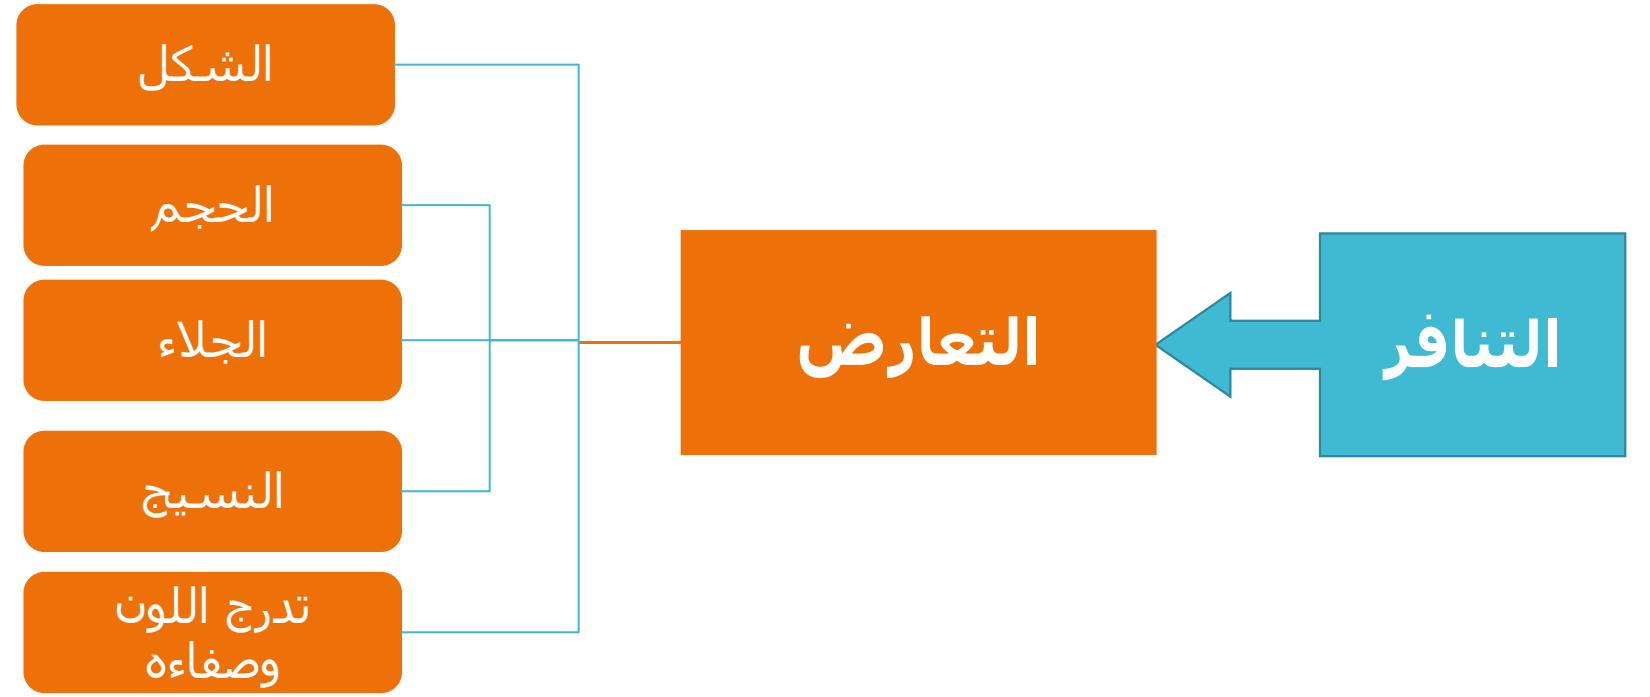 التنافر
التعارض
الشكل
الحجم
الجلاء
النسيج
تدرج اللون
وصفاءه